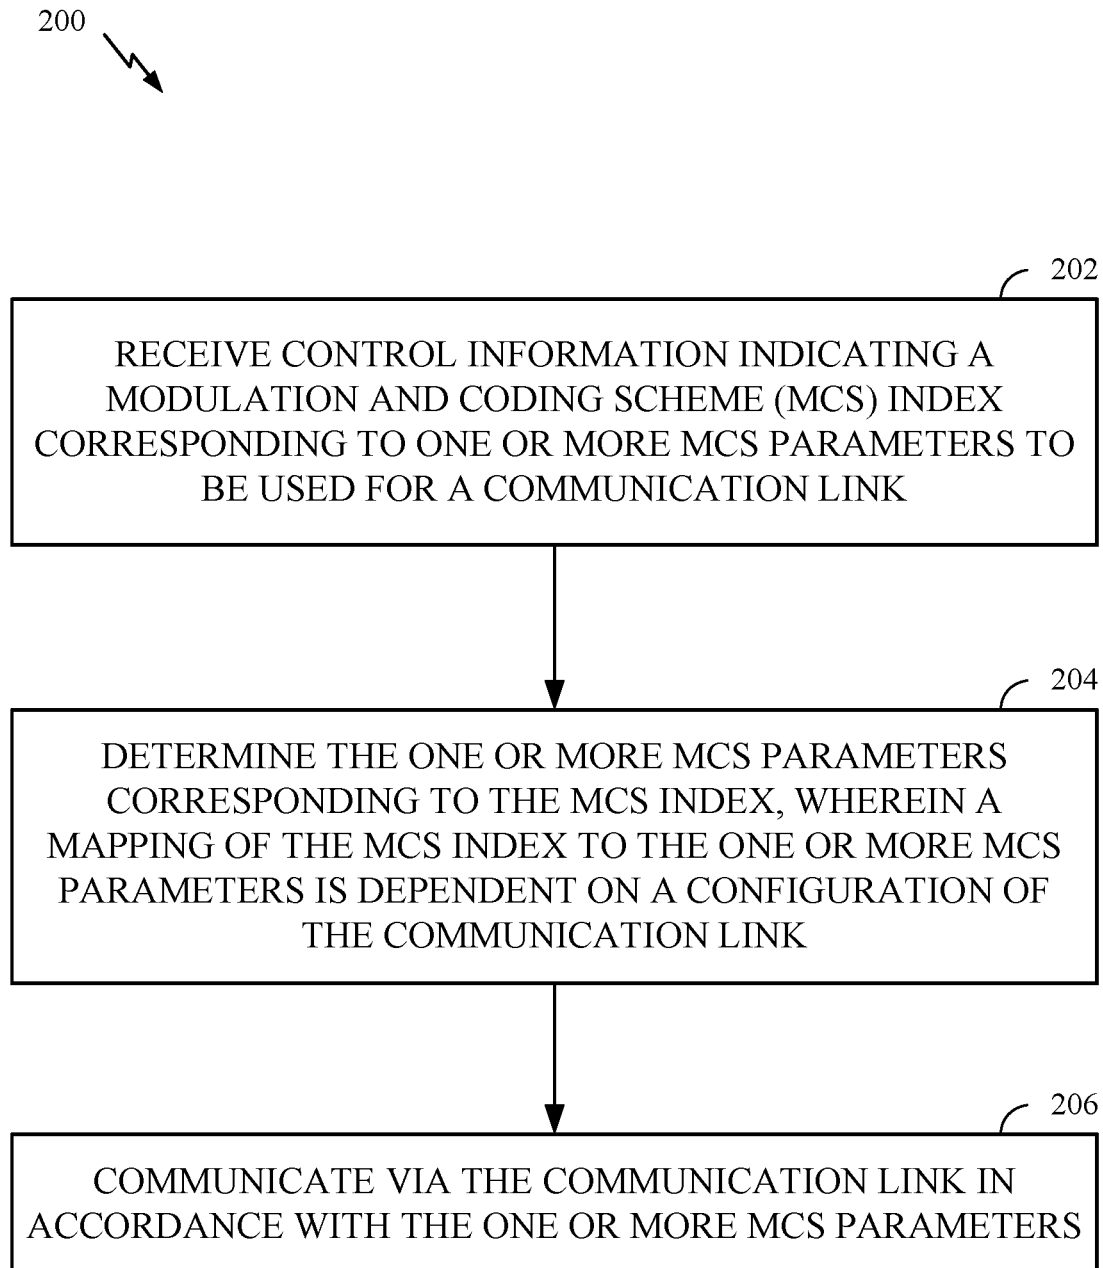 200
202
RECEIVE CONTROL INFORMATION INDICATING A
MODULATION AND CODING SCHEME (MCS) INDEX
CORRESPONDING TO ONE OR MORE MCS PARAMETERS TO
BE USED FOR A COMMUNICATION LINK
204
DETERMINE THE ONE OR MORE MCS PARAMETERS
CORRESPONDING TO THE MCS INDEX, WHEREIN A
MAPPING OF THE MCS INDEX TO THE ONE OR MORE MCS
PARAMETERS IS DEPENDENT ON A CONFIGURATION OF
THE COMMUNICATION LINK
206
COMMUNICATE VIA THE COMMUNICATION LINK IN
ACCORDANCE WITH THE ONE OR MORE MCS PARAMETERS